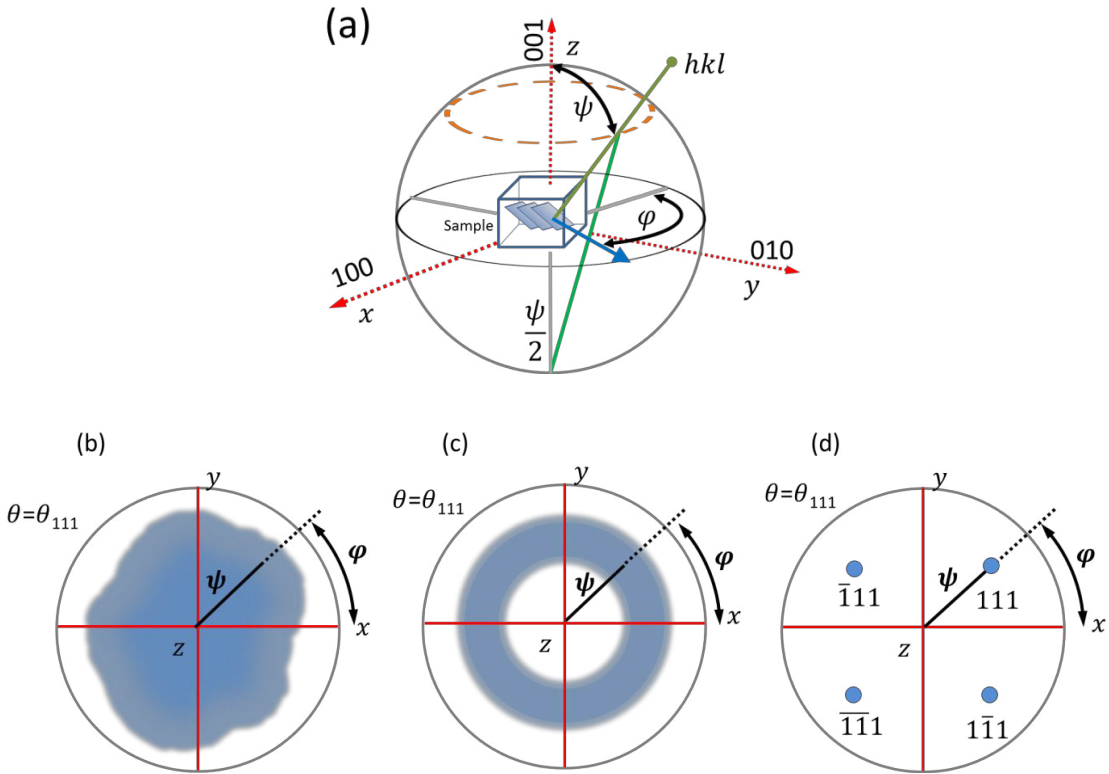 (a)
001
z
hkl
ψ
Sample
φ
100
x
010
y
ψ/2
(b)
(c)
(d)
θ=θ₁₁₁
y
φ
ψ
x
z
θ=θ₁₁₁
y
φ
ψ
x
z
θ=θ₁₁₁
y
φ
ψ
x
z
1̅11
111
1̅1̅1
11̅1